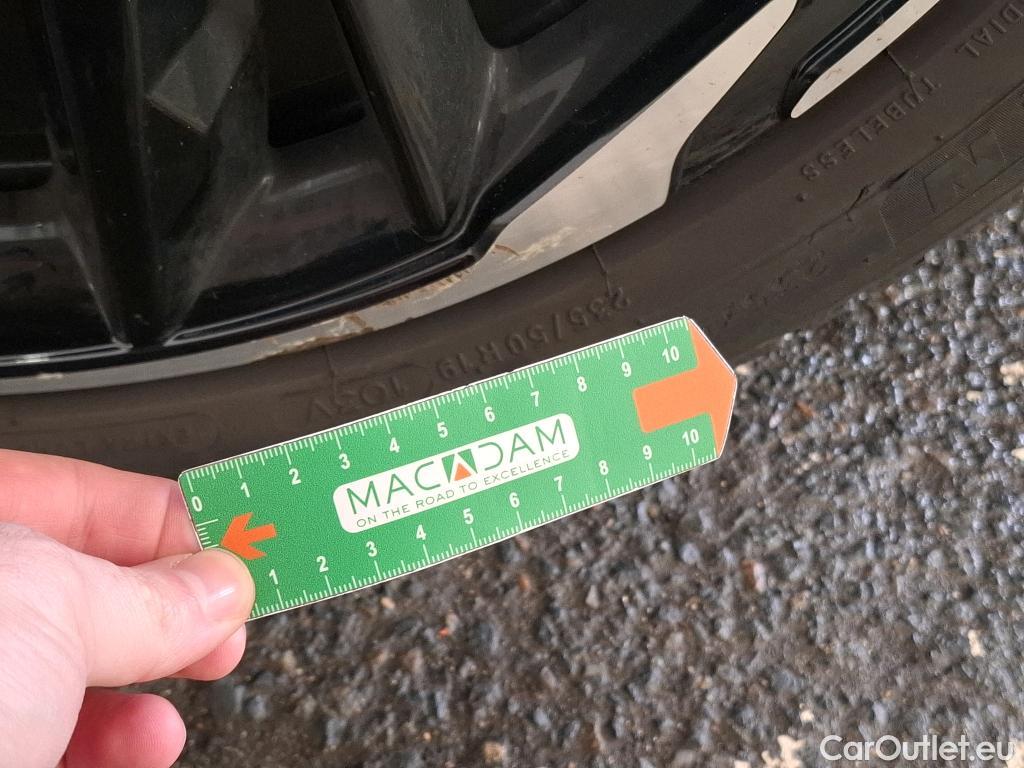 RADIAL
TUBELESS
235/50R19 103V
0 1 2 3 4 5 6 7 8 9 10
MACADAM
ON THE ROAD TO EXCELLENCE
1 2 3 4 5 6 7 8 9 10
CarOutlet.eu